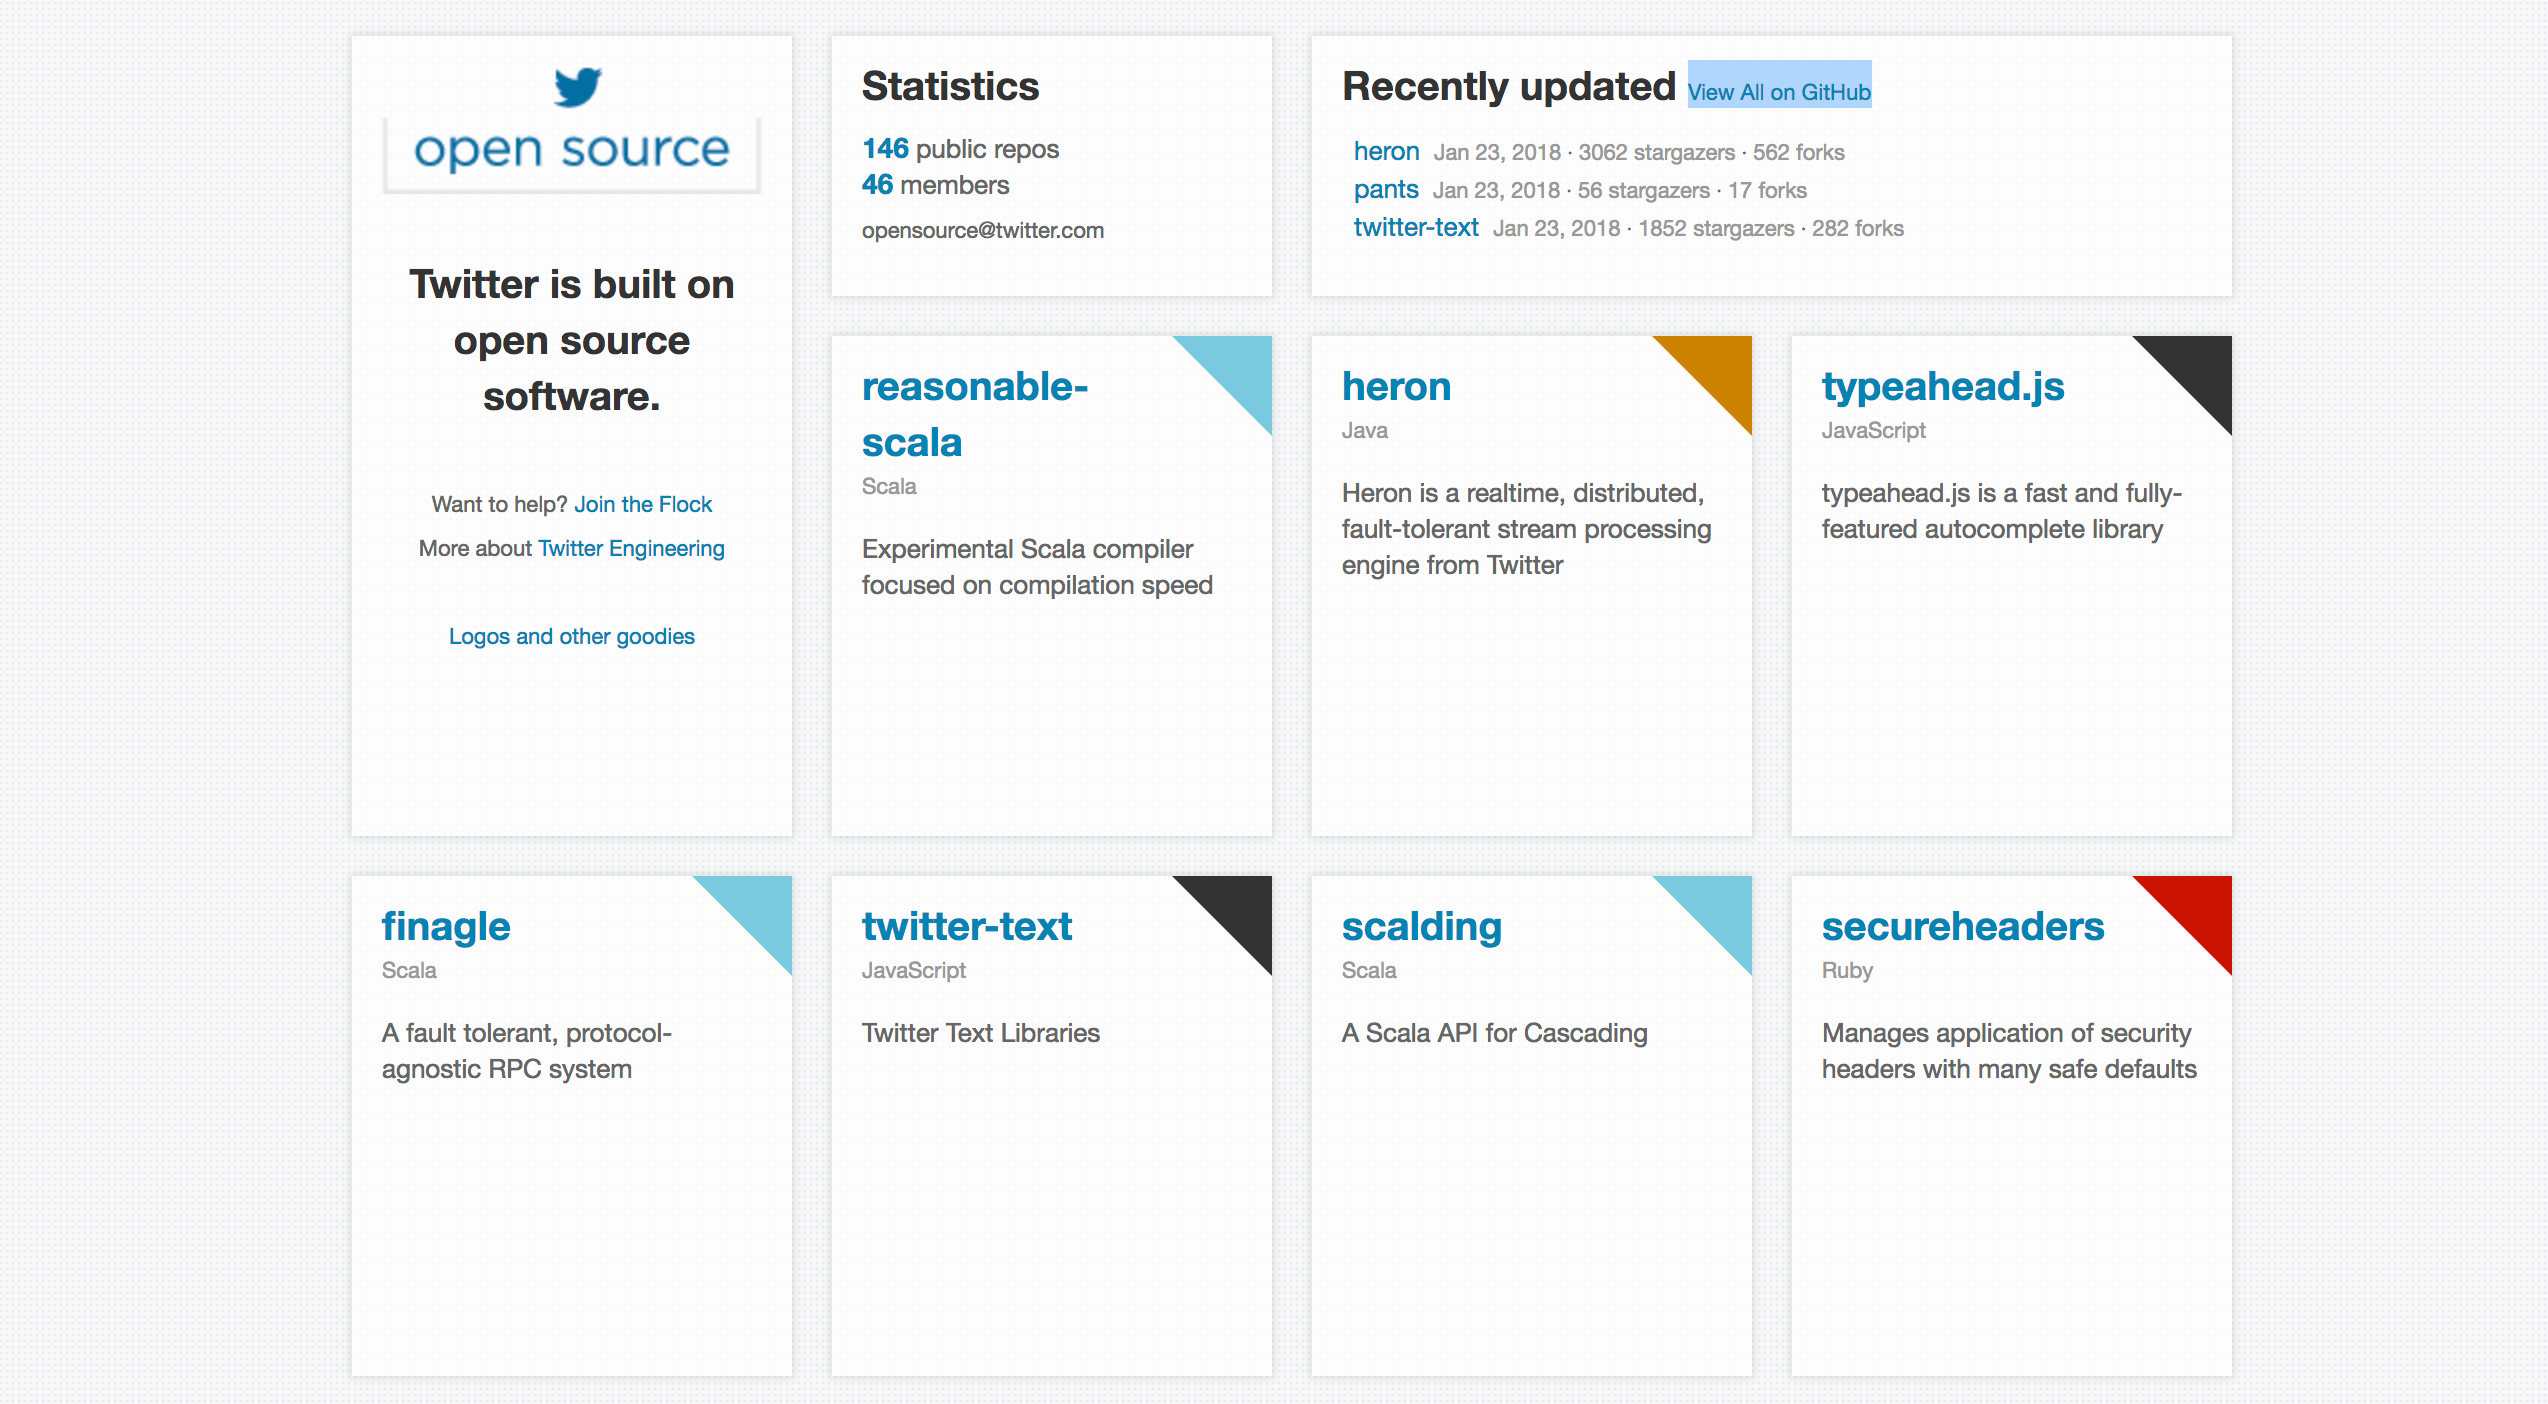 open source
Twitter is built on
open source
software.
Want to help? Join the Flock
More about Twitter Engineering
Logos and other goodies
Statistics
146 public repos
46 members
opensource@twitter.com
Recently updated View All on GitHub
heron Jan 23, 2018 · 3062 stargazers · 562 forks
pants Jan 23, 2018 · 56 stargazers · 17 forks
twitter-text Jan 23, 2018 · 1852 stargazers · 282 forks
reasonable-
scala
Scala
Experimental Scala compiler
focused on compilation speed
heron
Java
Heron is a realtime, distributed,
fault-tolerant stream processing
engine from Twitter
typeahead.js
JavaScript
typeahead.js is a fast and fully-
featured autocomplete library
finagle
Scala
A fault tolerant, protocol-
agnostic RPC system
twitter-text
JavaScript
Twitter Text Libraries
scalding
Scala
A Scala API for Cascading
secureheaders
Ruby
Manages application of security
headers with many safe defaults